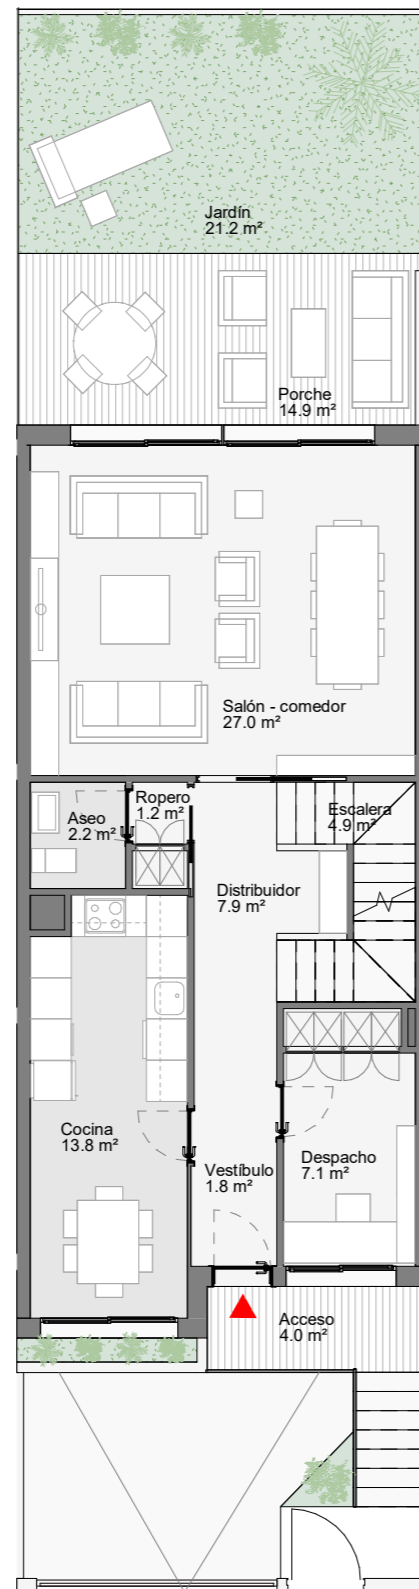 Jardín
21.2 m²
Porche
14.9 m²
Salón - comedor
27.0 m²
Ropero
1.2 m²
Escalera
4.9 m²
Aseo
2.2 m²
Distribuidor
7.9 m²
Cocina
13.8 m²
Vestíbulo
1.8 m²
Despacho
7.1 m²
Acceso
4.0 m²